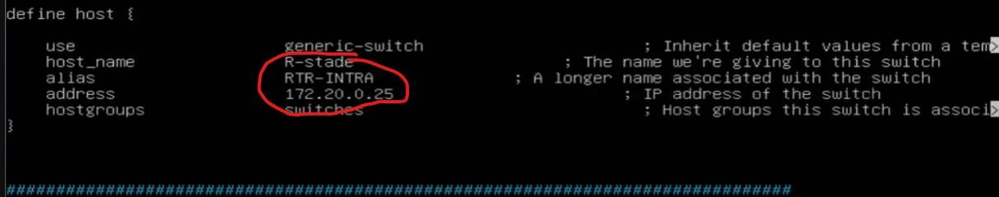 define host {
use generic-switch ; Inherit default values from a tem>
host_name R-stade ; The name we're giving to this switch
alias RTR-INTRA ; A longer name associated with the switch
address 172.20.0.25 ; IP address of the switch
hostgroups switches ; Host groups this switch is associ>
}
###############################################################################